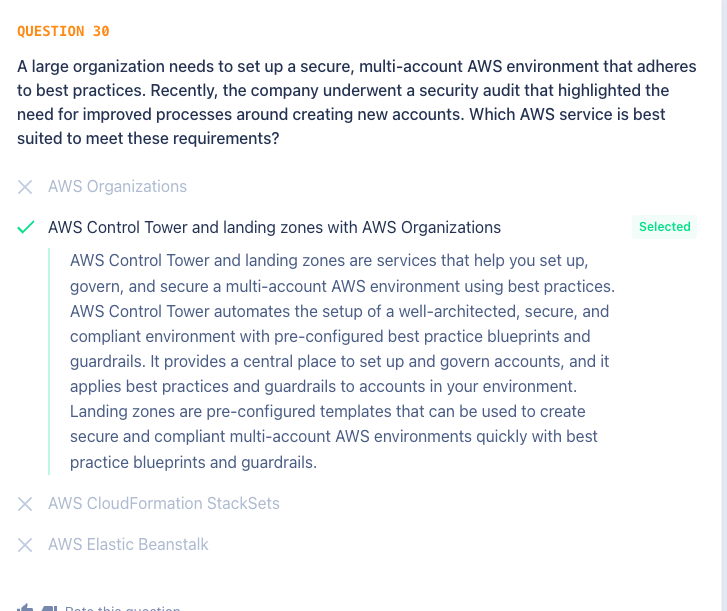 QUESTION 30
A large organization needs to set up a secure, multi-account AWS environment that adheres
to best practices. Recently, the company underwent a security audit that highlighted the
need for improved processes around creating new accounts. Which AWS service is best
suited to meet these requirements?
AWS Organizations
AWS Control Tower and landing zones with AWS Organizations
Selected
AWS Control Tower and landing zones are services that help you set up,
govern, and secure a multi-account AWS environment using best practices.
AWS Control Tower automates the setup of a well-architected, secure, and
compliant environment with pre-configured best practice blueprints and
guardrails. It provides a central place to set up and govern accounts, and it
applies best practices and guardrails to accounts in your environment.
Landing zones are pre-configured templates that can be used to create
secure and compliant multi-account AWS environments quickly with best
practice blueprints and guardrails.
AWS CloudFormation StackSets
AWS Elastic Beanstalk
Rate this question